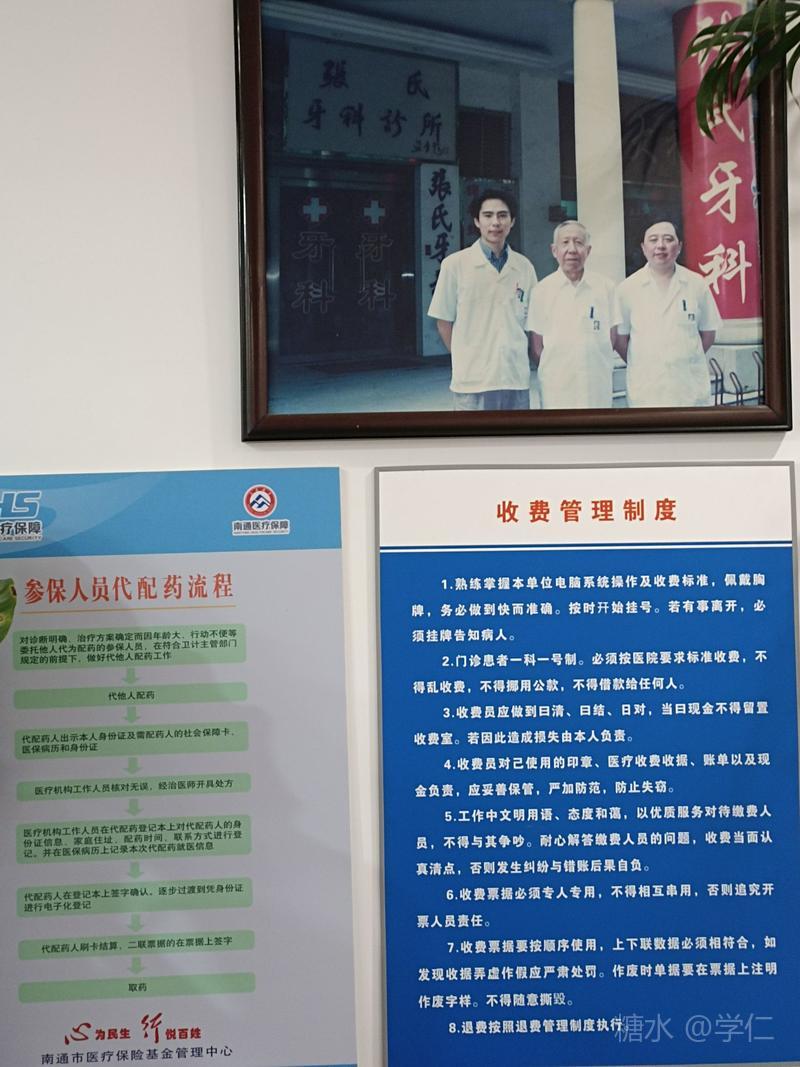 张 氏
牙科診所
張氏牙
牙科
牙科
氏牙科
HS
疗保障
CARE SECURITY
南通医疗保障
参保人员代配药流程
对诊断明确、治疗方案确定而因年龄大、行动不便等
委托他人代为配药的参保人员，在符合卫计主管部门
规定的前提下，做好代他人配药工作
代他人配药
代配药人出示本人身份证及需配药人的社会保障卡、
医保病历和身份证
医疗机构工作人员核对无误，经治医师开具处方
医疗机构工作人员在代配药登记本上对代配药人的身
份证信息、家庭住址、配药时间、联系方式进行登
记。并在医保病历上记录本次代配药就医信息
代配药人在登记本上签字确认。逐步过渡到凭身份证
进行电子化登记
代配药人刷卡结算，二联票据的在票据上签字
取药
心为民生 行悦百姓
南通市医疗保险基金管理中心
收费管理制度
1.熟练掌握本单位电脑系统操作及收费标准，佩戴胸
牌，务必做到快而准确。按时开始挂号。若有事离开，必
须挂牌告知病人。
2.门诊患者一科一号制。必须按医院要求标准收费，不
得乱收费，不得挪用公款，不得借款给任何人。
3.收费员应做到日清、日结、日对，当日现金不得留置
收费室。若因此造成损失由本人负责。
4.收费员对已使用的印章、医疗收费收据、账单以及现
金负责，应妥善保管，严加防范，防止失窃。
5.工作中文明用语、态度和蔼，以优质服务对待缴费人
员，不得与其争吵。耐心解答缴费人员的问题，收费当面认
真清点，否则发生纠纷与错账后果自负。
6.收费票据必须专人专用，不得相互串用，否则追究开
票人员责任。
7.收费票据要按顺序使用，上下联数据必须相符合，如
发现收据弄虚作假应严肃处罚。作废时单据要在票据上注明
作废字样。不得随意撕毁。
8.退费按照退费管理制度执行
糖水 @学仁